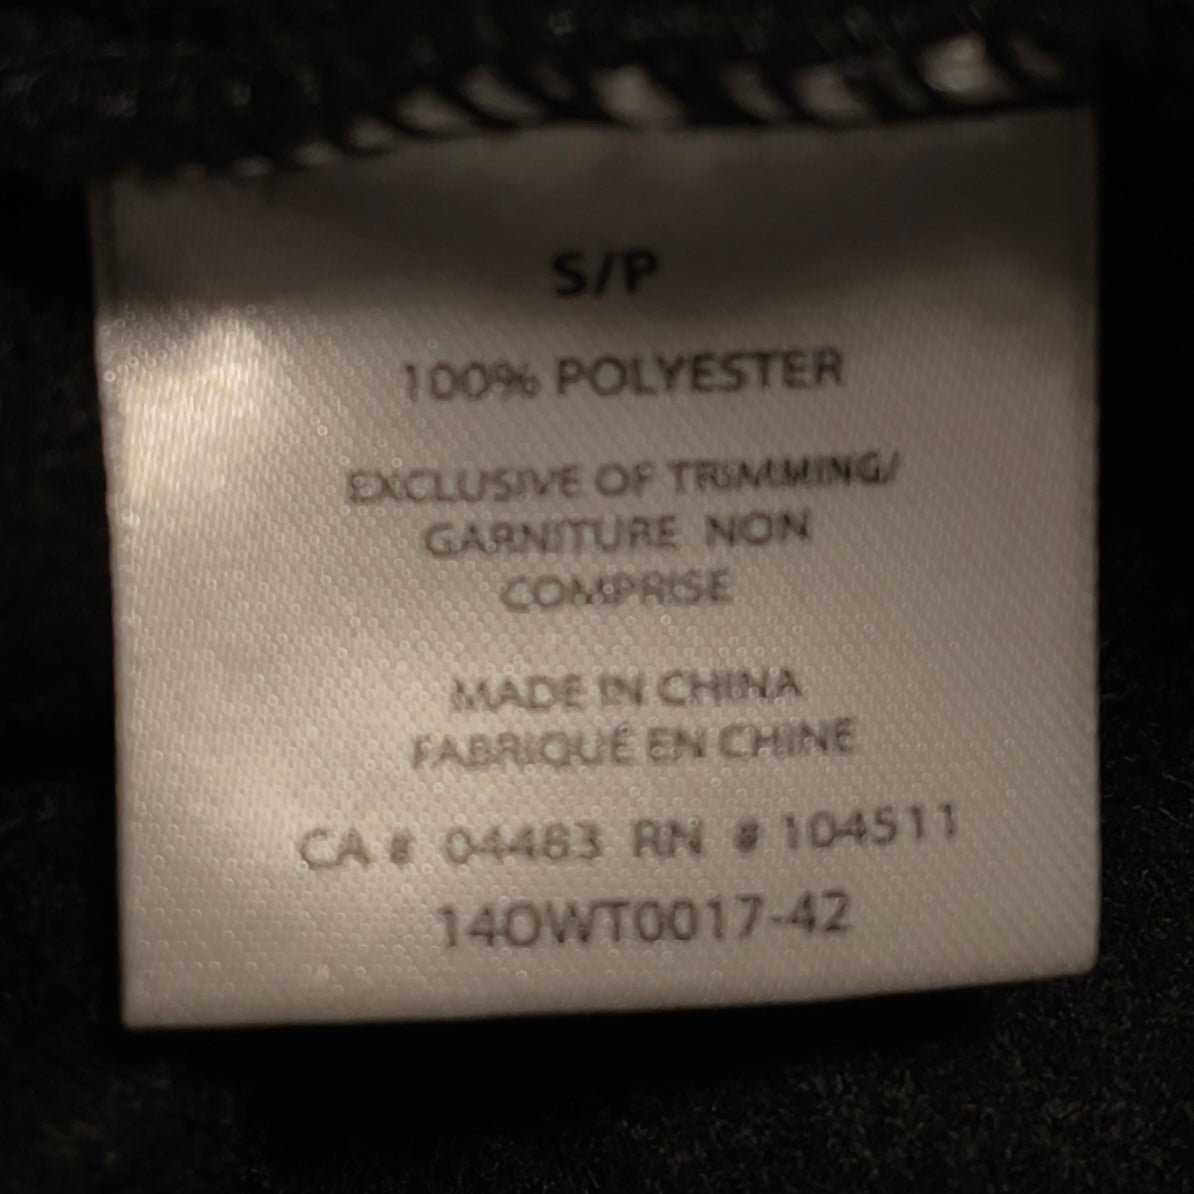 S/P
100% POLYESTER
EXCLUSIVE OF TRIMMING/
GARNITURE NON
COMPRISE
MADE IN CHINA
FABRIQUÉ EN CHINE
CA # 04483 RN # 104511
14OWT0017-42